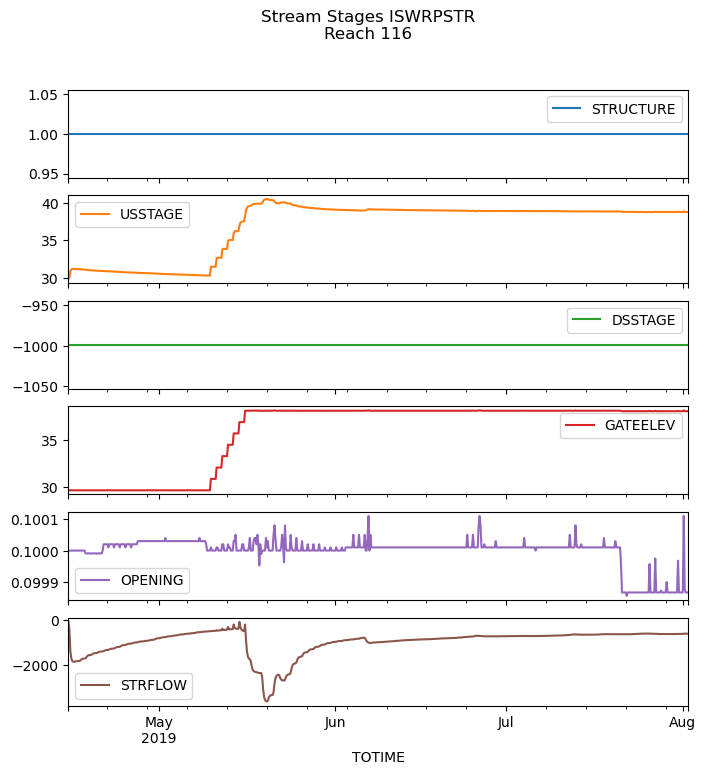 Stream Stages ISWRPSTR
Reach 116
1.05
1.00
0.95
STRUCTURE
40
35
30
USSTAGE
−950
−1000
−1050
DSSTAGE
35
30
GATEELEV
0.1001
0.1000
0.0999
OPENING
0
−2000
STRFLOW
May
2019
Jun
Jul
Aug
TOTIME